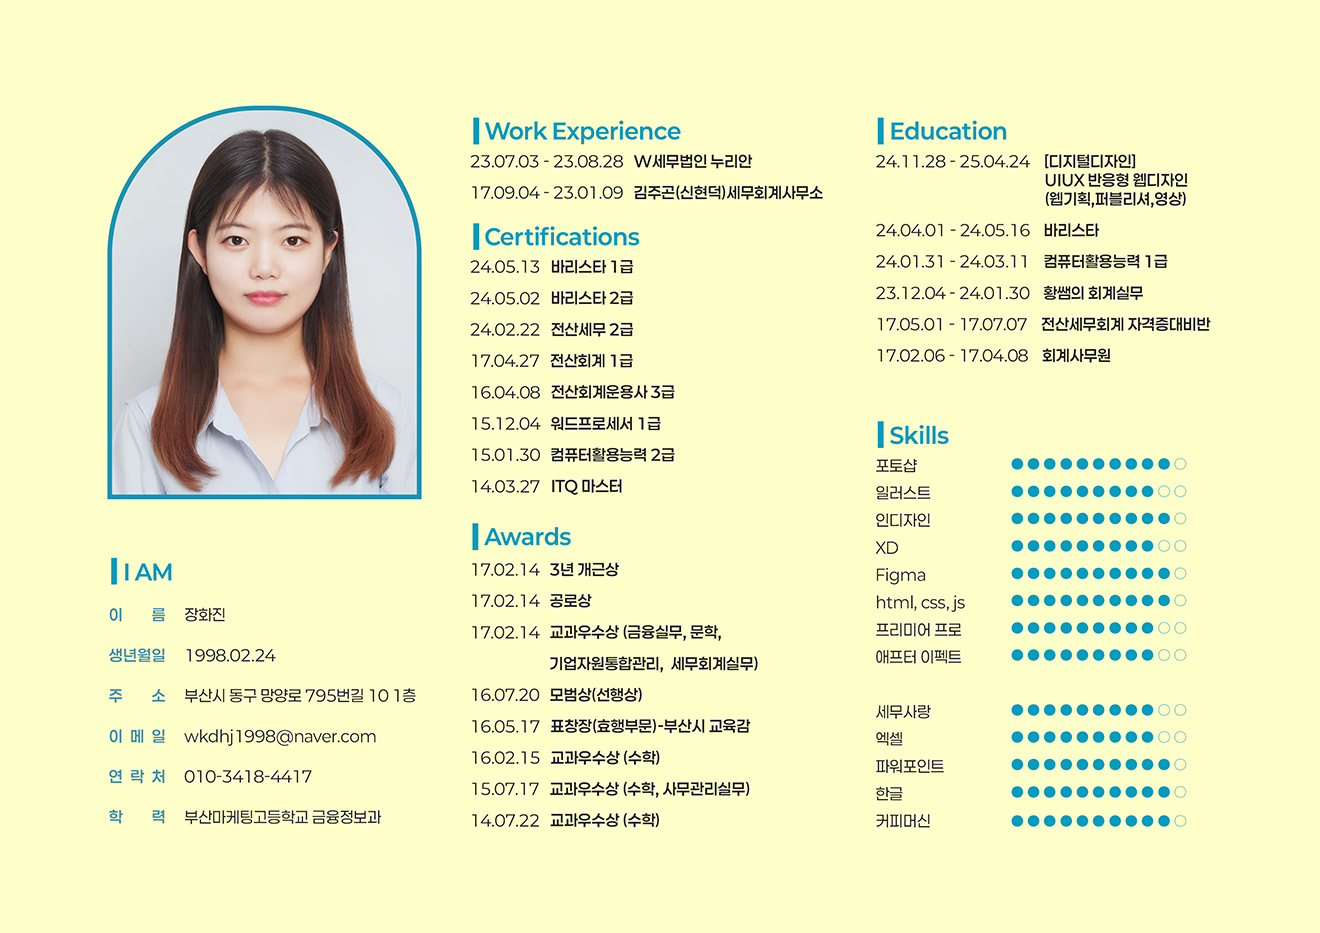 I AM
이 름 장화진
생년월일 1998.02.24
주 소 부산시 동구 망양로 795번길 10 1층
이 메 일 wkdhj1998@naver.com
연 락 처 010-3418-4417
학 력 부산마케팅고등학교 금융정보과
Work Experience
23.07.03 - 23.08.28 W세무법인 누리안
17.09.04 - 23.01.09 김주곤(신현덕)세무회계사무소
Certifications
24.05.13 바리스타 1급
24.05.02 바리스타 2급
24.02.22 전산세무 2급
17.04.27 전산회계 1급
16.04.08 전산회계운용사 3급
15.12.04 워드프로세서 1급
15.01.30 컴퓨터활용능력 2급
14.03.27 ITQ 마스터
Awards
17.02.14 3년 개근상
17.02.14 공로상
17.02.14 교과우수상 (금융실무, 문학,
기업자원통합관리, 세무회계실무)
16.07.20 모범상(선행상)
16.05.17 표창장(효행부문)-부산시 교육감
16.02.15 교과우수상 (수학)
15.07.17 교과우수상 (수학, 사무관리실무)
14.07.22 교과우수상 (수학)
Education
24.11.28 - 25.04.24 [디지털디자인]
UIUX 반응형 웹디자인
(웹기획,퍼블리셔,영상)
24.04.01 - 24.05.16 바리스타
24.01.31 - 24.03.11 컴퓨터활용능력 1급
23.12.04 - 24.01.30 황쌤의 회계실무
17.05.01 - 17.07.07 전산세무회계 자격증대비반
17.02.06 - 17.04.08 회계사무원
Skills
포토샵
일러스트
인디자인
XD
Figma
html, css, js
프리미어 프로
애프터 이펙트
세무사랑
엑셀
파워포인트
한글
커피머신